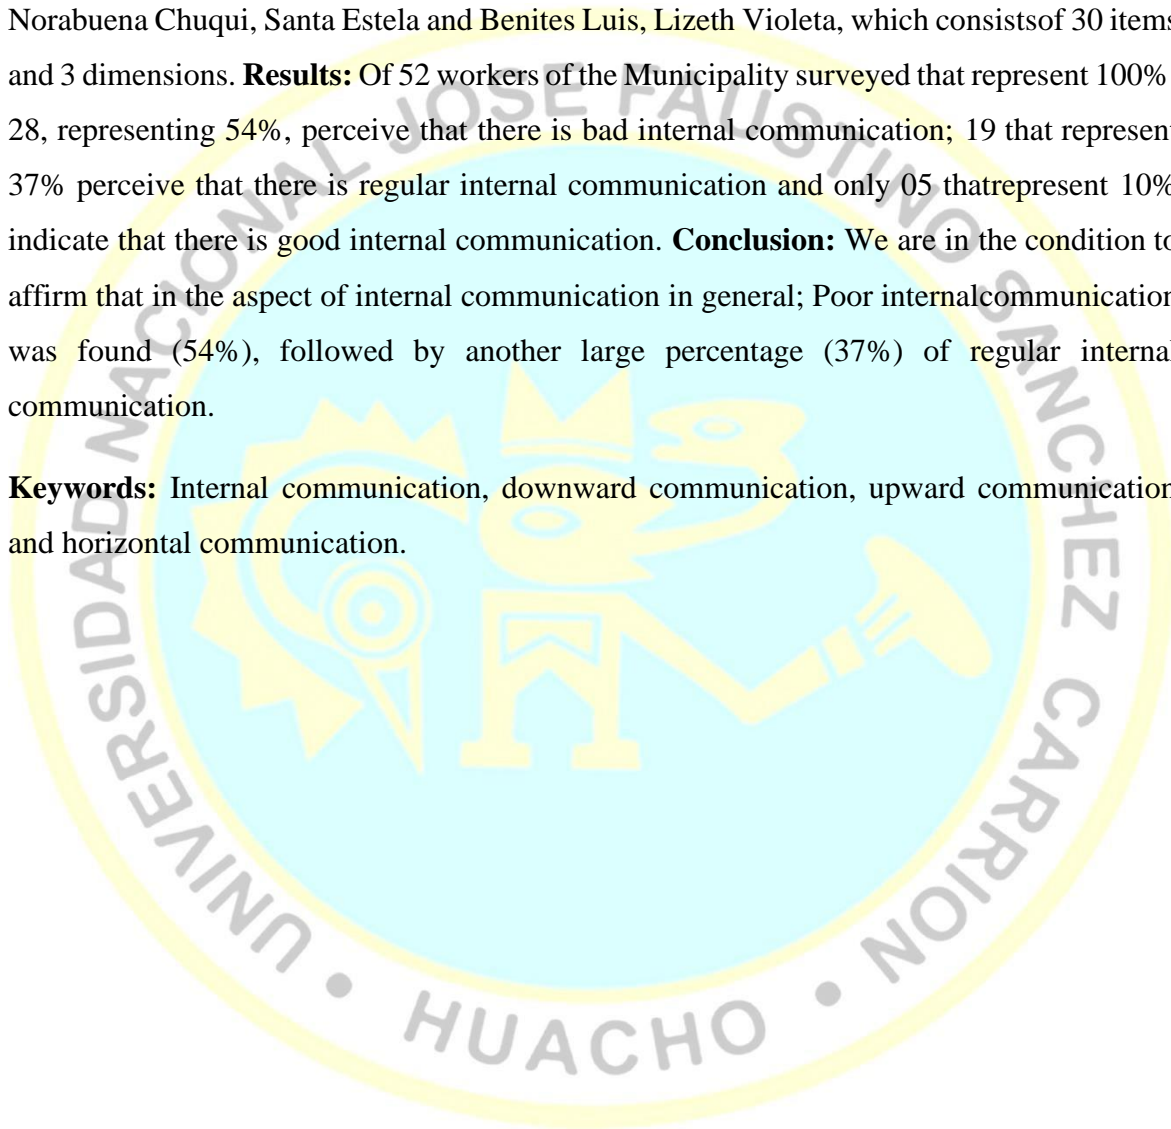 Norabuena Chuqui, Santa Estela and Benites Luis, Lizeth Violeta, which consistsof 30 items
and 3 dimensions. Results: Of 52 workers of the Municipality surveyed that represent 100%
28, representing 54%, perceive that there is bad internal communication; 19 that represent
37% perceive that there is regular internal communication and only 05 thatrepresent 10%
indicate that there is good internal communication. Conclusion: We are in the condition to
affirm that in the aspect of internal communication in general; Poor internalcommunication
was found (54%), followed by another large percentage (37%) of regular internal
communication.
Keywords: Internal communication, downward communication, upward communication
and horizontal communication.
UNIVERSIDAD NACIONAL JOSE FAUSTINO SANCHEZ CARRION • HUACHO •